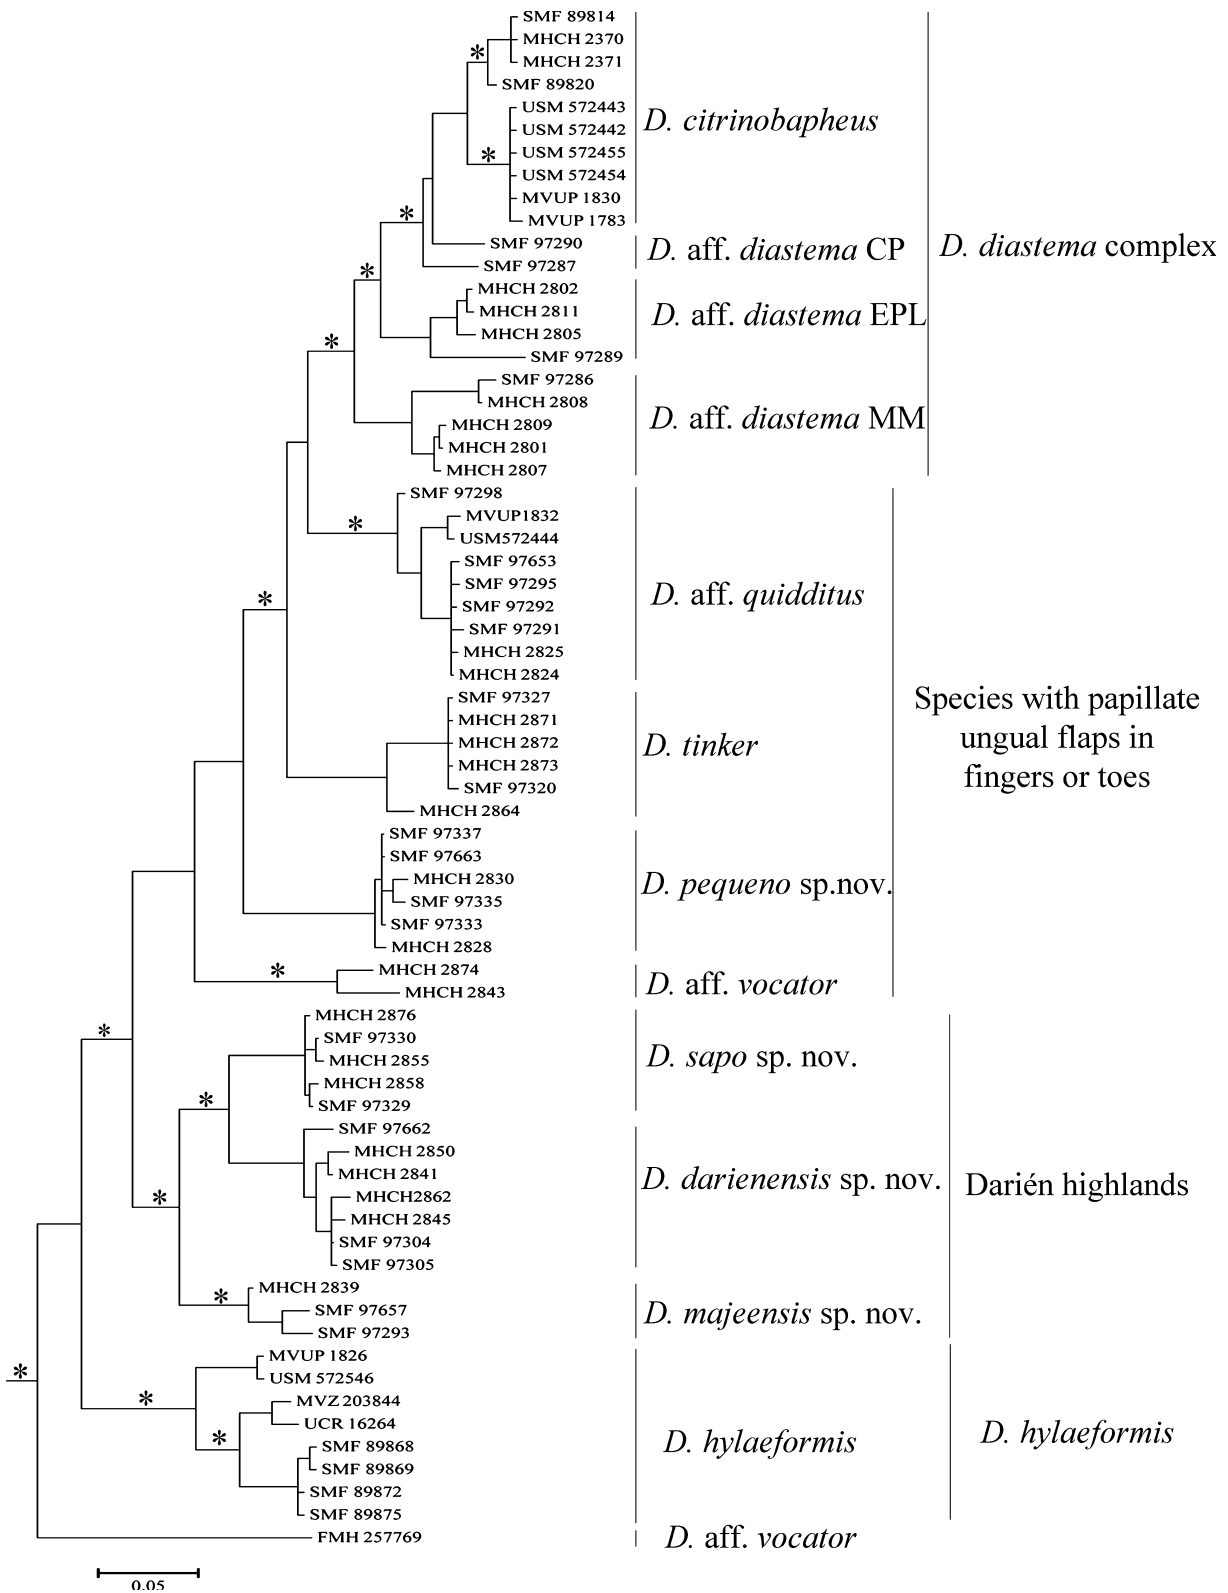 SMF 89814
MHCH 2370
MHCH 2371
SMF 89820
USM 572443
USM 572442
USM 572455
USM 572454
MVUP 1830
MVUP 1783
D. citrinobapheus
SMF 97290
SMF 97287
D. aff. diastema CP
D. diastema complex
MHCH 2802
MHCH 2811
MHCH 2805
SMF 97289
D. aff. diastema EPL
SMF 97286
MHCH 2808
MHCH 2809
MHCH 2801
MHCH 2807
D. aff. diastema MM
SMF 97298
MVUP1832
USM572444
SMF 97653
SMF 97295
SMF 97292
SMF 97291
MHCH 2825
MHCH 2824
D. aff. quidditus
SMF 97327
MHCH 2871
MHCH 2872
MHCH 2873
SMF 97320
MHCH 2864
D. tinker
Species with papillate
ungual flaps in
fingers or toes
SMF 97337
SMF 97663
MHCH 2830
SMF 97335
SMF 97333
MHCH 2828
D. pequeno sp.nov.
MHCH 2874
MHCH 2843
D. aff. vocator
MHCH 2876
SMF 97330
MHCH 2855
MHCH 2858
SMF 97329
D. sapo sp. nov.
SMF 97662
MHCH 2850
MHCH 2841
MHCH2862
MHCH 2845
SMF 97304
SMF 97305
D. darienensis sp. nov.
Darién highlands
MHCH 2839
SMF 97657
SMF 97293
D. majeensis sp. nov.
MVUP 1826
USM 572546
MVZ 203844
UCR 16264
SMF 89868
SMF 89869
SMF 89872
SMF 89875
D. hylaeformis
D. hylaeformis
FMH 257769
D. aff. vocator
0.05